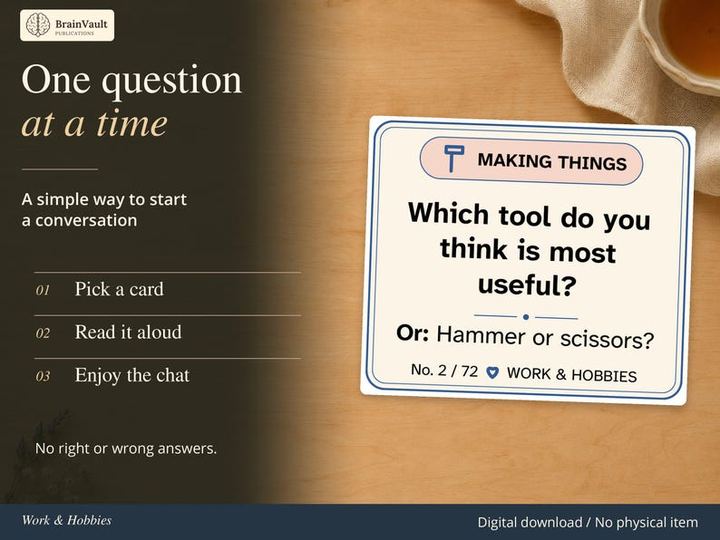 BrainVault
PUBLICATIONS
One question
at a time
A simple way to start
a conversation
01 Pick a card
02 Read it aloud
03 Enjoy the chat
No right or wrong answers.
MAKING THINGS
Which tool do you
think is most
useful?
Or: Hammer or scissors?
No. 2 / 72 WORK & HOBBIES
Work & Hobbies
Digital download / No physical item